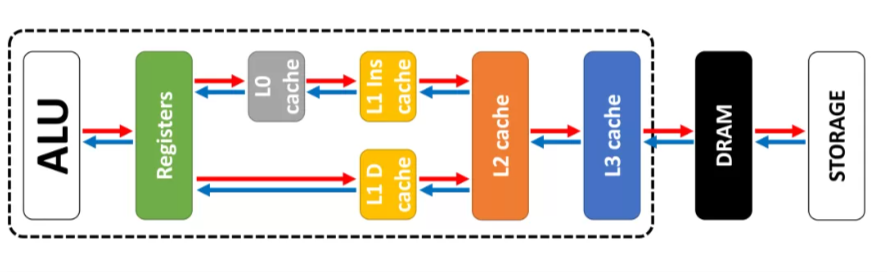 ALU
Registers
L0
cache
L1 Ins
cache
L1 D
cache
L2 cache
L3 cache
DRAM
STORAGE